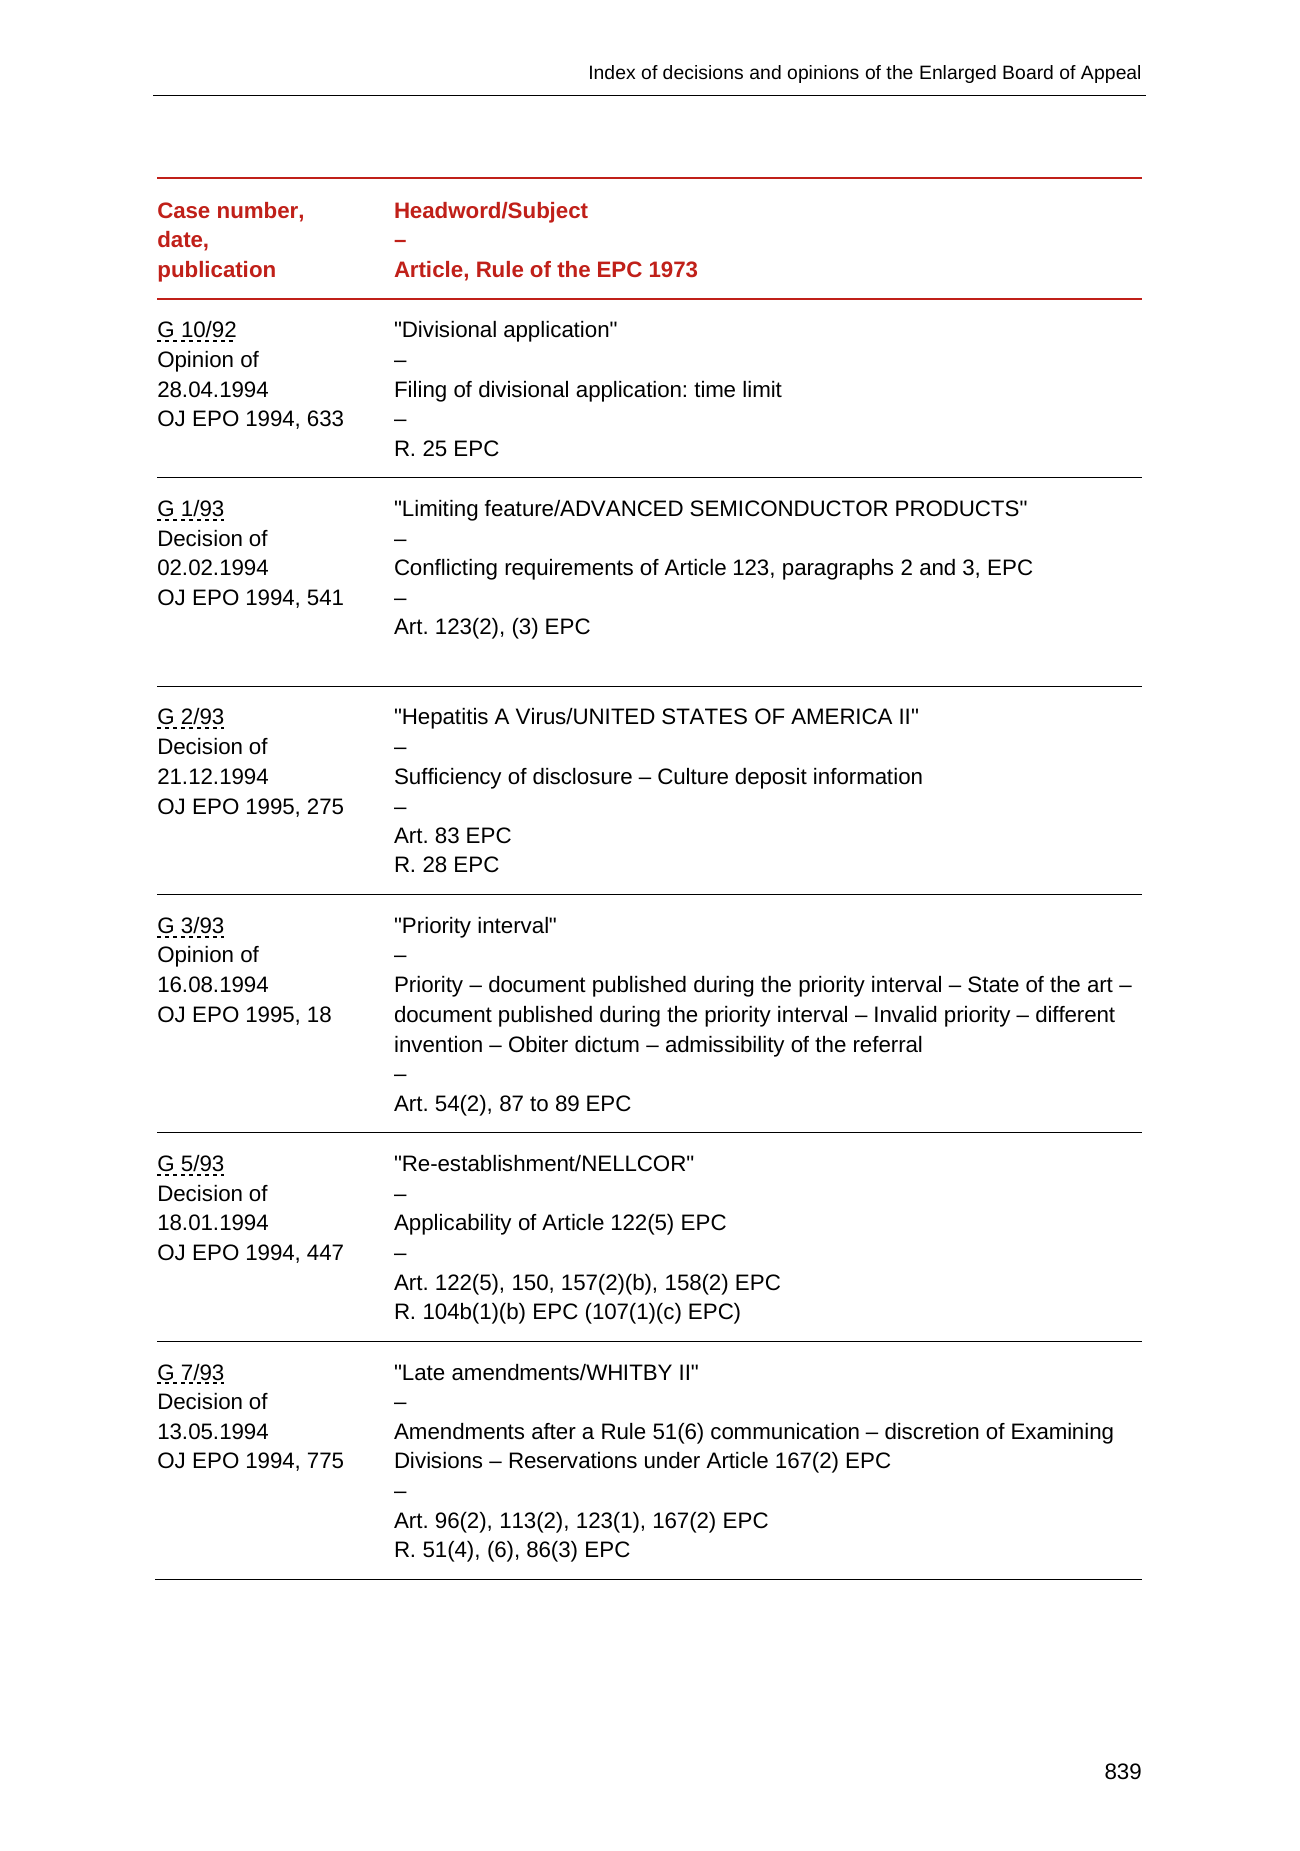 Index of decisions and opinions of the Enlarged Board of Appeal
Case number,
date,
publication
Headword/Subject
–
Article, Rule of the EPC 1973
G 10/92
Opinion of
28.04.1994
OJ EPO 1994, 633
"Divisional application"
–
Filing of divisional application: time limit
–
R. 25 EPC
G 1/93
Decision of
02.02.1994
OJ EPO 1994, 541
"Limiting feature/ADVANCED SEMICONDUCTOR PRODUCTS"
–
Conflicting requirements of Article 123, paragraphs 2 and 3, EPC
–
Art. 123(2), (3) EPC
G 2/93
Decision of
21.12.1994
OJ EPO 1995, 275
"Hepatitis A Virus/UNITED STATES OF AMERICA II"
–
Sufficiency of disclosure – Culture deposit information
–
Art. 83 EPC
R. 28 EPC
G 3/93
Opinion of
16.08.1994
OJ EPO 1995, 18
"Priority interval"
–
Priority – document published during the priority interval – State of the art –
document published during the priority interval – Invalid priority – different
invention – Obiter dictum – admissibility of the referral
–
Art. 54(2), 87 to 89 EPC
G 5/93
Decision of
18.01.1994
OJ EPO 1994, 447
"Re-establishment/NELLCOR"
–
Applicability of Article 122(5) EPC
–
Art. 122(5), 150, 157(2)(b), 158(2) EPC
R. 104b(1)(b) EPC (107(1)(c) EPC)
G 7/93
Decision of
13.05.1994
OJ EPO 1994, 775
"Late amendments/WHITBY II"
–
Amendments after a Rule 51(6) communication – discretion of Examining
Divisions – Reservations under Article 167(2) EPC
–
Art. 96(2), 113(2), 123(1), 167(2) EPC
R. 51(4), (6), 86(3) EPC
839